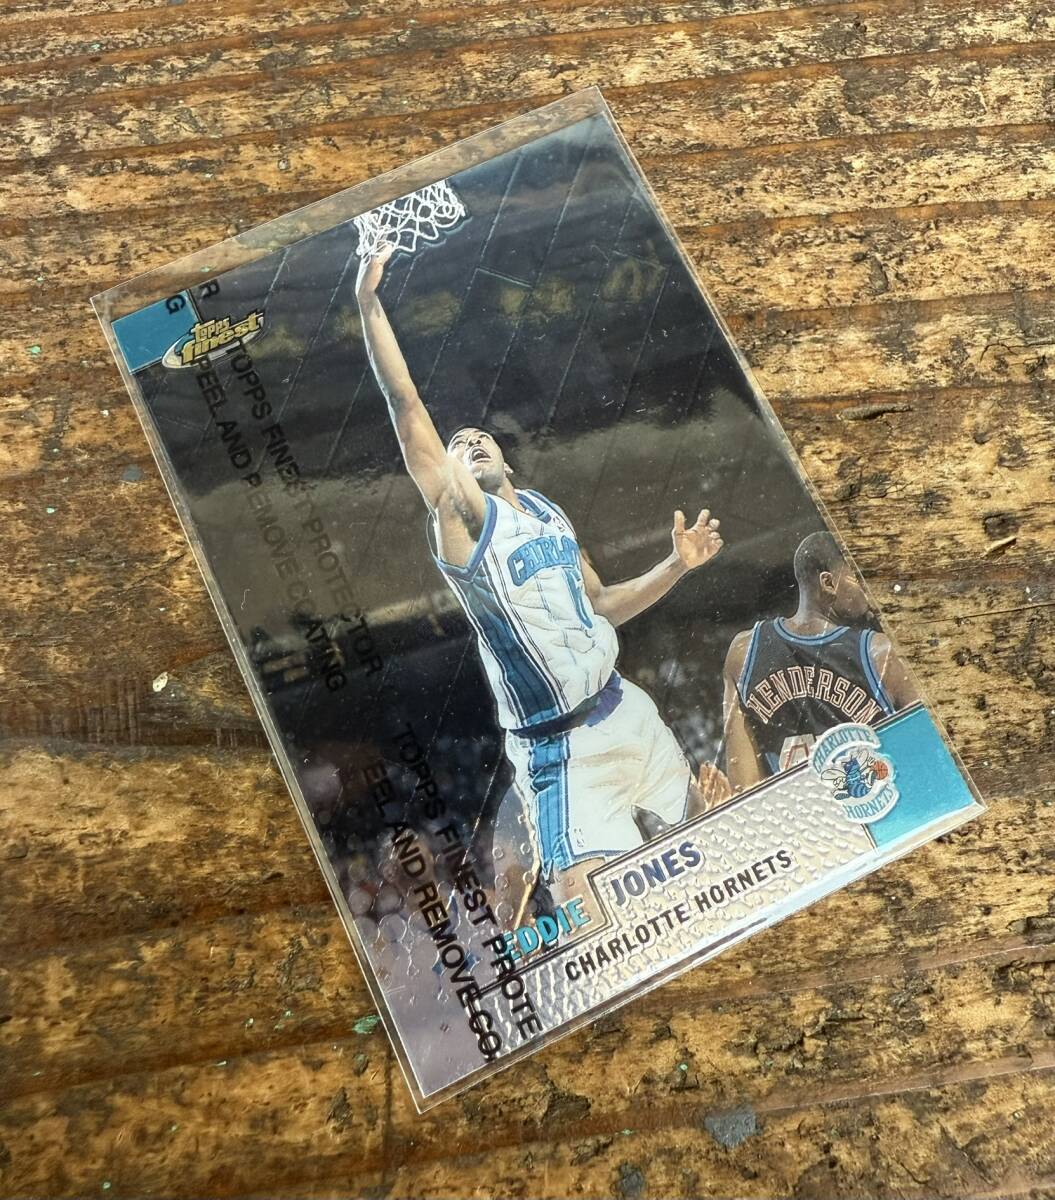 R
G
topps
finest
TOPPS FINEST PROTECTOR
PEEL AND REMOVE COATING
CHARLOTTE
HENDERSON
TOPPS FINEST PROTE
EEL AND REMOVE CO
CHARLOTTE
HORNETS
EDDIE JONES
CHARLOTTE HORNETS